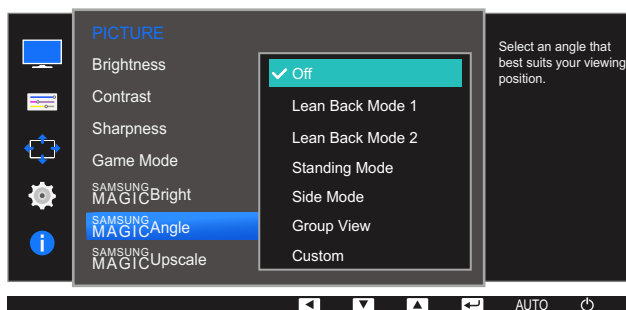 PICTURE
Brightness
Contrast
Sharpness
Game Mode
SAMSUNG
MAGICBright
SAMSUNG
MAGICAngle
SAMSUNG
MAGICUpscale
Off
Lean Back Mode 1
Lean Back Mode 2
Standing Mode
Side Mode
Group View
Custom
Select an angle that
best suits your viewing
position.
AUTO